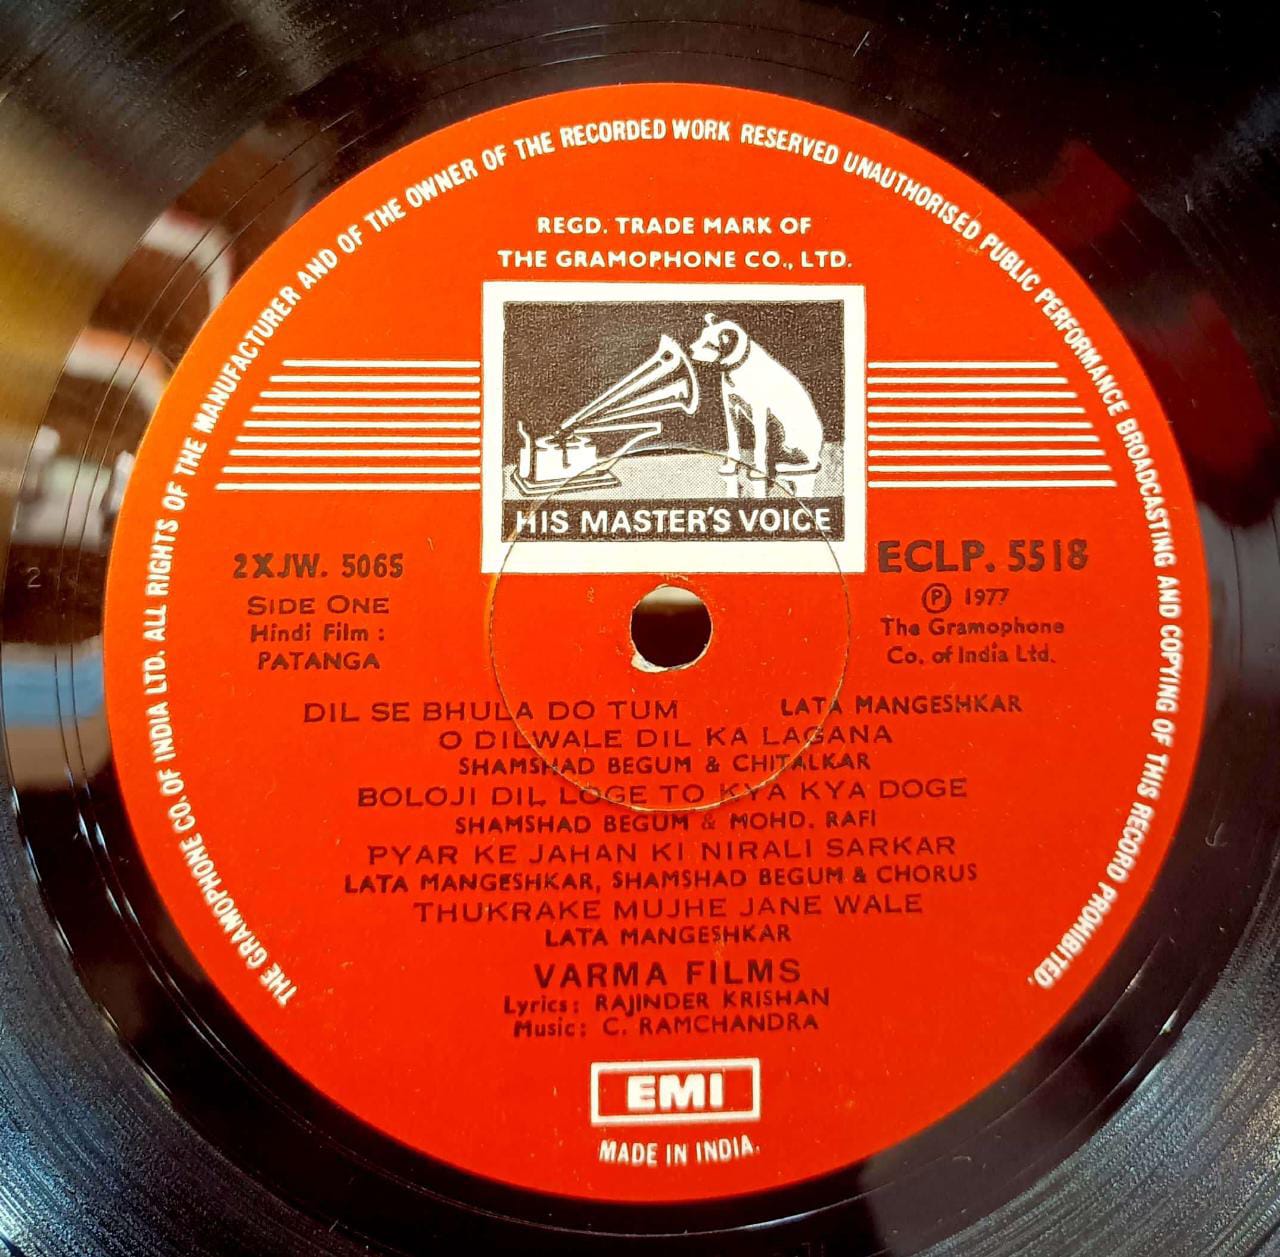 THE GRAMOPHONE CO. OF INDIA LTD. ALL RIGHTS OF THE MANUFACTURER AND OF THE OWNER OF THE RECORDED WORK RESERVED UNAUTHORISED PUBLIC PERFORMANCE BROADCASTING AND COPYING OF THIS RECORD PROHIBITED.
REGD. TRADE MARK OF
THE GRAMOPHONE CO., LTD.
HIS MASTER'S VOICE
2XJW. 5065
SIDE ONE
Hindi Film :
PATANGA
ECLP. 5518
Ⓟ 1977
The Gramophone
Co. of India Ltd.
DIL SE BHULA DO TUM LATA MANGESHKAR
O DILWALE DIL KA LAGANA
SHAMSHAD BEGUM & CHITALKAR
BOLOJI DIL LOGE TO KYA KYA DOGE
SHAMSHAD BEGUM & MOHD. RAFI
PYAR KE JAHAN KI NIRALI SARKAR
LATA MANGESHKAR, SHAMSHAD BEGUM & CHORUS
THUKRAKE MUJHE JANE WALE
LATA MANGESHKAR
VARMA FILMS
Lyrics: RAJINDER KRISHAN
Music: C. RAMCHANDRA
EMI
MADE IN INDIA.
2